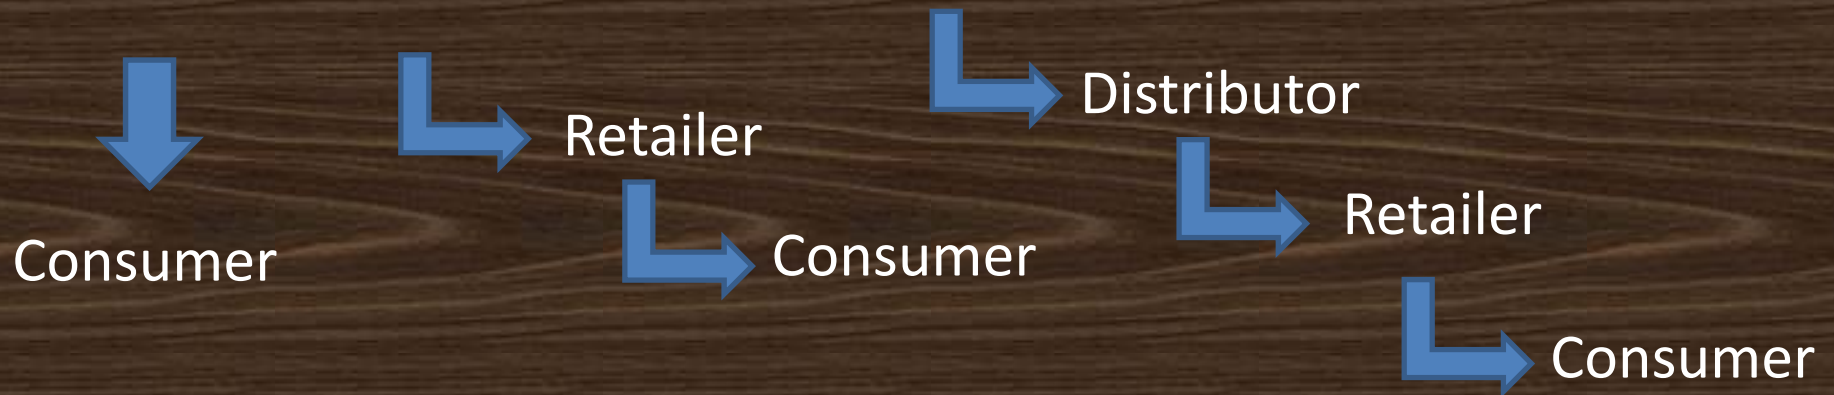 Distributor
Retailer
Retailer
Consumer
Consumer
Consumer